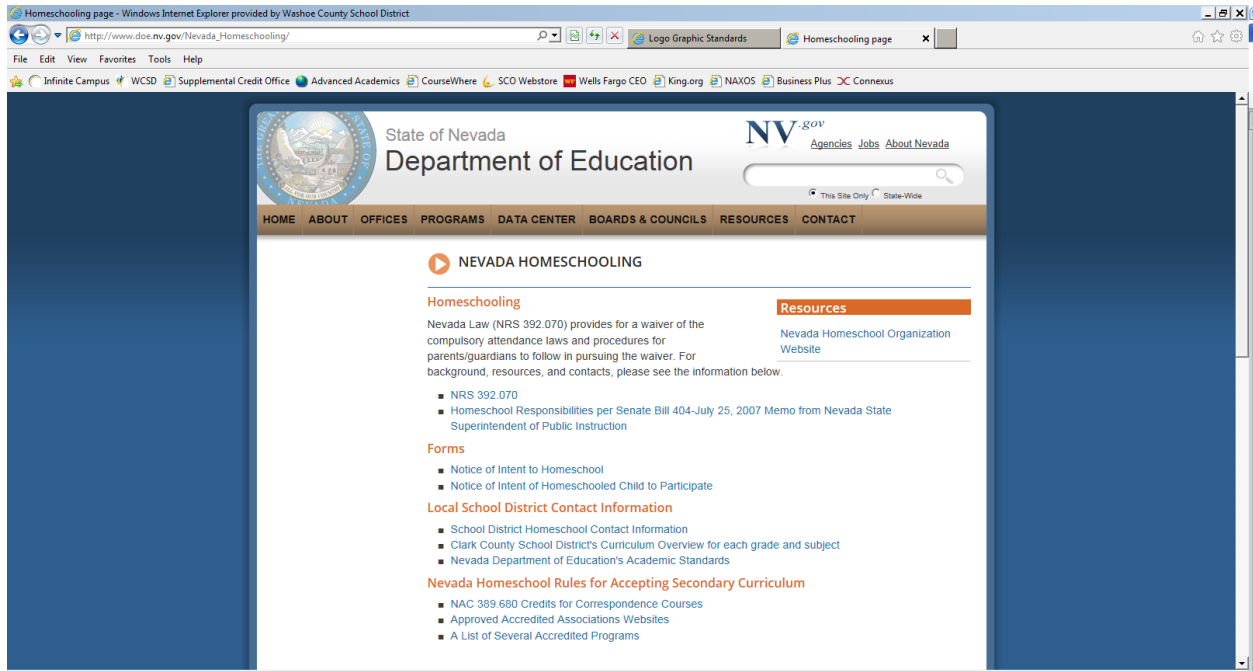 Homeschooling page - Windows Internet Explorer provided by Washoe County School District
http://www.doe.nv.gov/Nevada_Homeschooling/
Logo Graphic Standards
Homeschooling page
File Edit View Favorites Tools Help
Infinite Campus WCSD Supplemental Credit Office Advanced Academics CourseWhere SCO Webstore Wells Fargo CEO King.org NAXOS Business Plus Connexus
State of Nevada
Department of Education
NV.gov
Agencies Jobs About Nevada
This Site Only State-Wide
HOME ABOUT OFFICES PROGRAMS DATA CENTER BOARDS & COUNCILS RESOURCES CONTACT
NEVADA HOMESCHOOLING
Homeschooling
Nevada Law (NRS 392.070) provides for a waiver of the
compulsory attendance laws and procedures for
parents/guardians to follow in pursuing the waiver. For
background, resources, and contacts, please see the information below.
Resources
Nevada Homeschool Organization
Website
NRS 392.070
Homeschool Responsibilities per Senate Bill 404-July 25, 2007 Memo from Nevada State
Superintendent of Public Instruction
Forms
Notice of Intent to Homeschool
Notice of Intent of Homeschooled Child to Participate
Local School District Contact Information
School District Homeschool Contact Information
Clark County School District's Curriculum Overview for each grade and subject
Nevada Department of Education's Academic Standards
Nevada Homeschool Rules for Accepting Secondary Curriculum
NAC 389.680 Credits for Correspondence Courses
Approved Accredited Associations Websites
A List of Several Accredited Programs